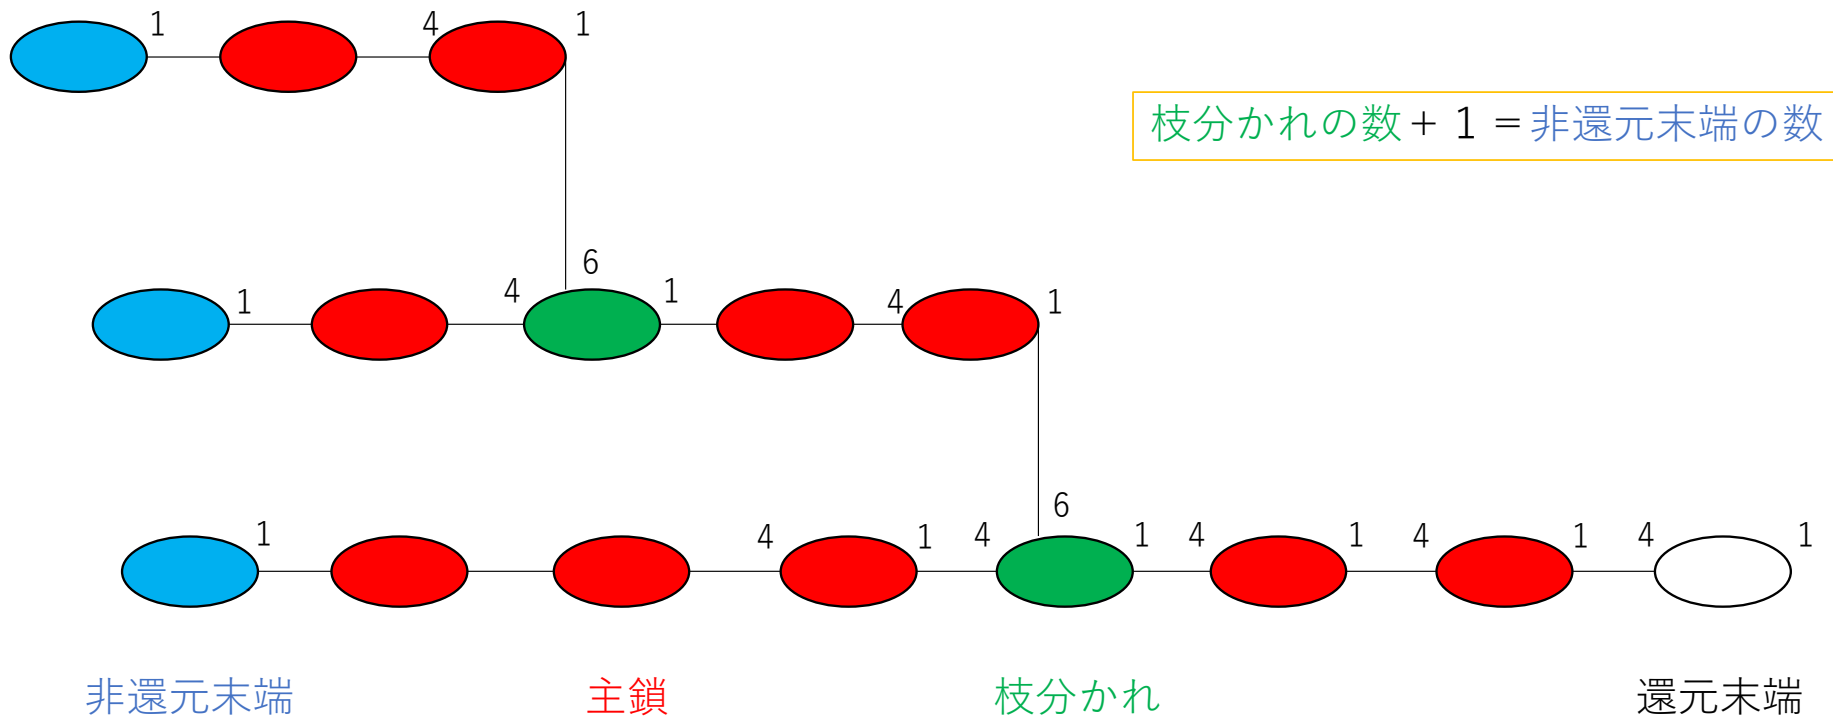 1 4 1
枝分かれの数 + 1 = 非還元末端の数
6
1 4 1 4 1
6
1 4 1 4 1 4 1 4 1 4 1
非還元末端 主鎖 枝分かれ 還元末端